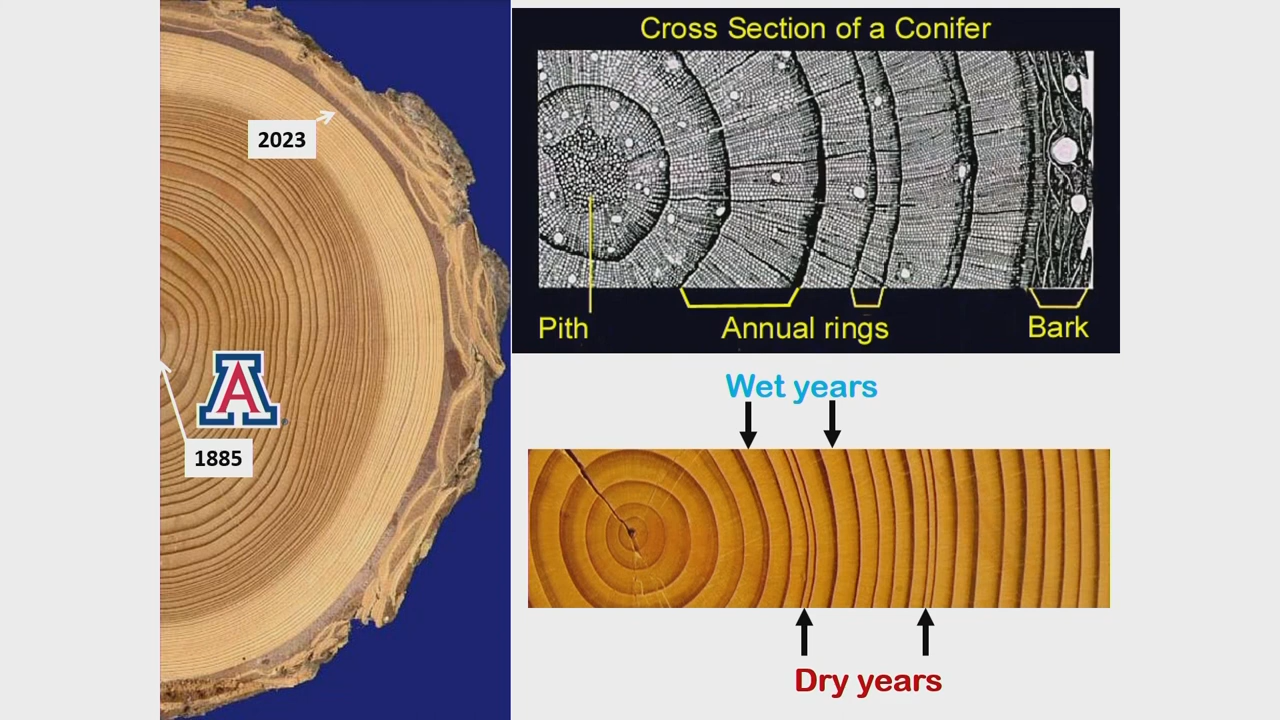 2023
A
1885
Cross Section of a Conifer
Pith
Annual rings
Bark
Wet years
Dry years